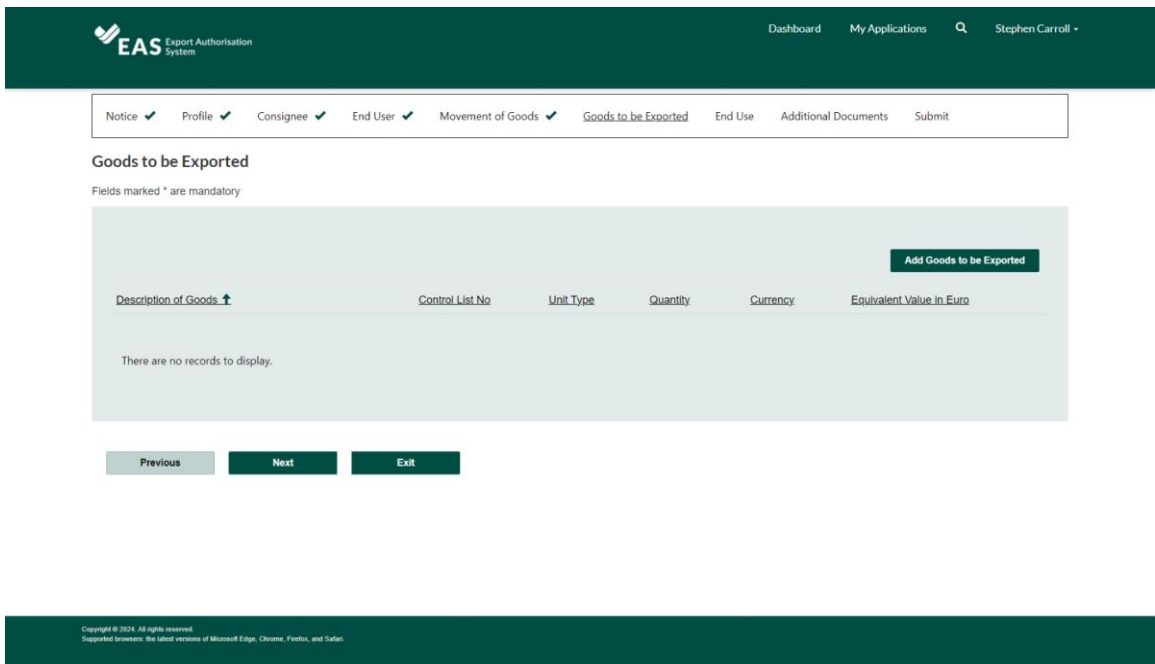 EAS Export Authorisation System
Dashboard My Applications Stephen Carroll
Notice Profile Consignee End User Movement of Goods Goods to be Exported End Use Additional Documents Submit
Goods to be Exported
Fields marked * are mandatory
Add Goods to be Exported
Description of Goods Control List No Unit Type Quantity Currency Equivalent Value in Euro
There are no records to display.
Previous Next Exit
Copyright © 2024. All rights reserved.
Supported browsers: the latest versions of Microsoft Edge, Chrome, Firefox, and Safari.